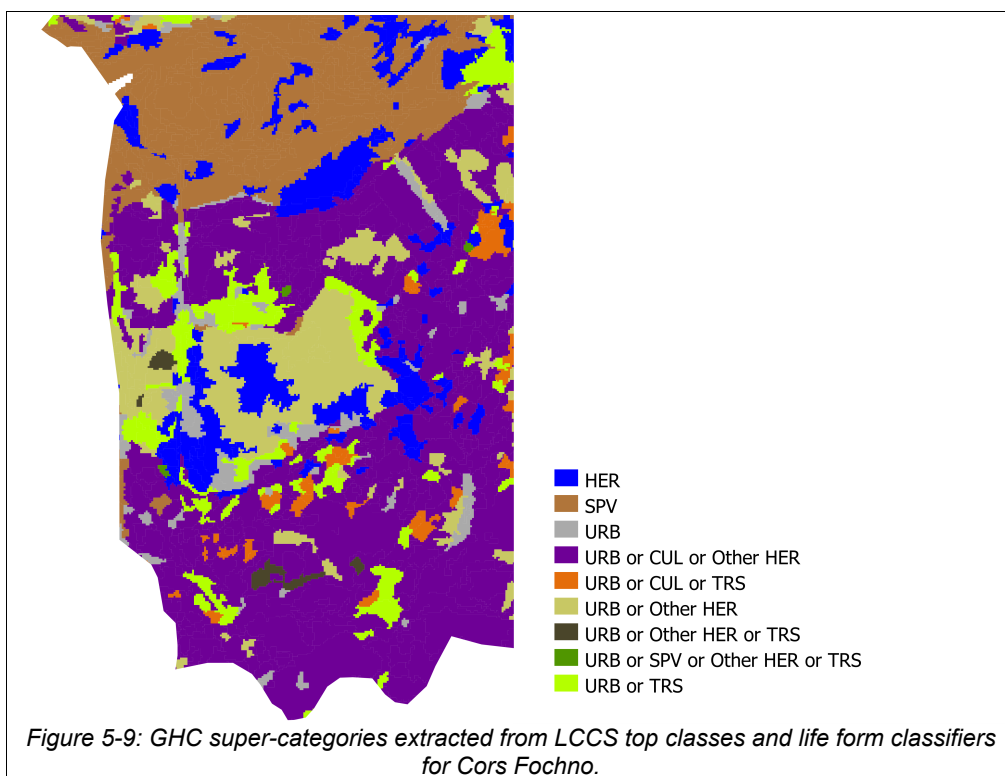 HER
SPV
URB
URB or CUL or Other HER
URB or CUL or TRS
URB or Other HER
URB or Other HER or TRS
URB or SPV or Other HER or TRS
URB or TRS
Figure 5-9: GHC super-categories extracted from LCCS top classes and life form classifiers
for Cors Fochno.